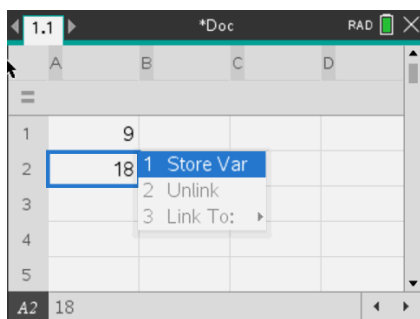 1.1 *Doc RAD
A B C D
=
1 9
2 18
3
4
5
1 Store Var
2 Unlink
3 Link To:
A2 18